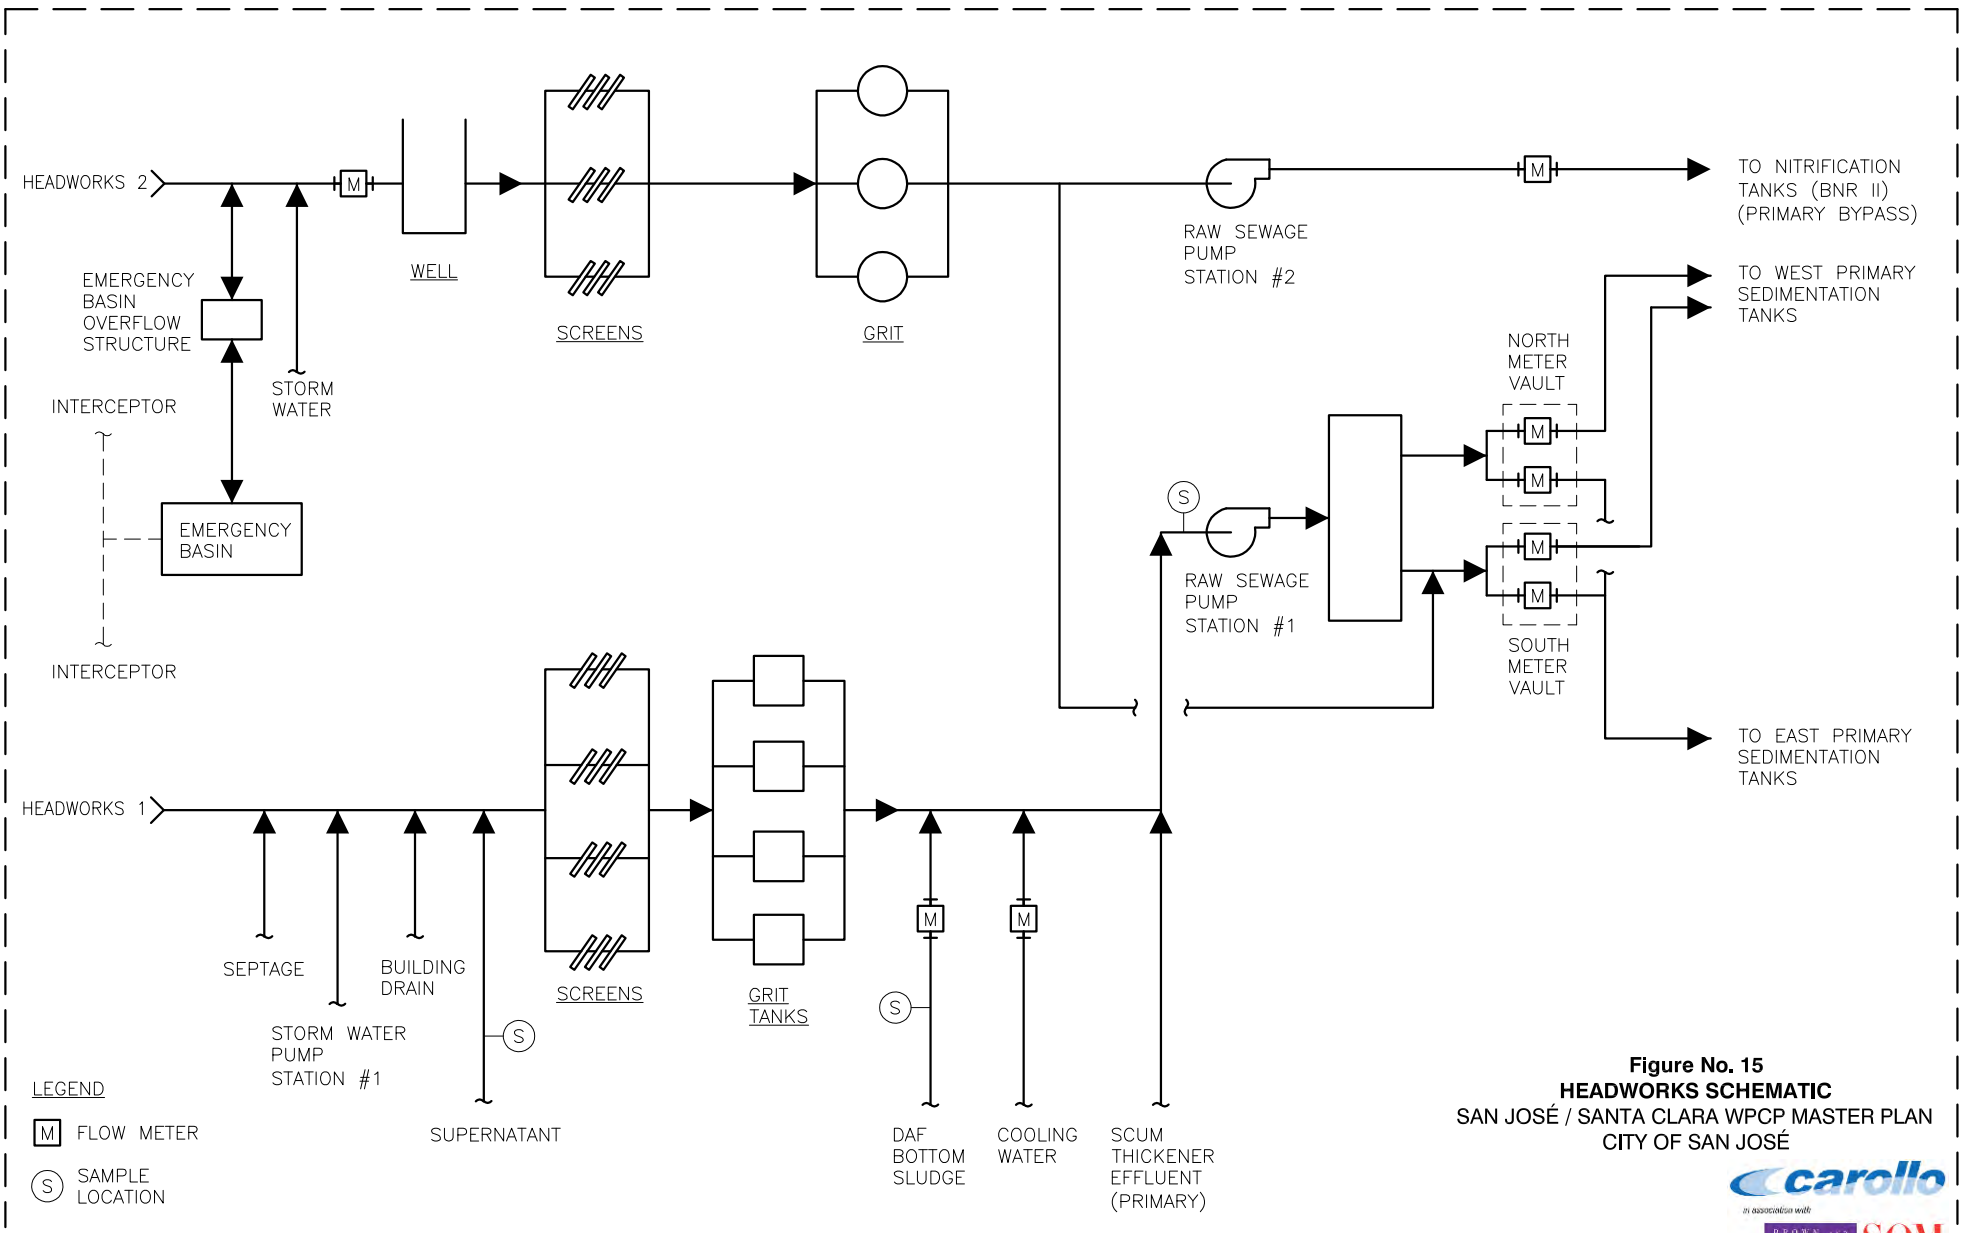 HEADWORKS 2
M
WELL
SCREENS
GRIT
RAW SEWAGE
PUMP
STATION #2
M
TO NITRIFICATION
TANKS (BNR II)
(PRIMARY BYPASS)
TO WEST PRIMARY
SEDIMENTATION
TANKS
EMERGENCY
BASIN
OVERFLOW
STRUCTURE
STORM
WATER
INTERCEPTOR
EMERGENCY
BASIN
INTERCEPTOR
NORTH
METER
VAULT
M
M
S
RAW SEWAGE
PUMP
STATION #1
M
M
SOUTH
METER
VAULT
TO EAST PRIMARY
SEDIMENTATION
TANKS
HEADWORKS 1
SEPTAGE
STORM WATER
PUMP
STATION #1
BUILDING
DRAIN
S
SUPERNATANT
SCREENS
GRIT
TANKS
M
M
S
DAF
BOTTOM
SLUDGE
COOLING
WATER
SCUM
THICKENER
EFFLUENT
(PRIMARY)
LEGEND
M FLOW METER
S SAMPLE
LOCATION
Figure No. 15
HEADWORKS SCHEMATIC
SAN JOSÉ / SANTA CLARA WPCP MASTER PLAN
CITY OF SAN JOSÉ
carollo
in association with